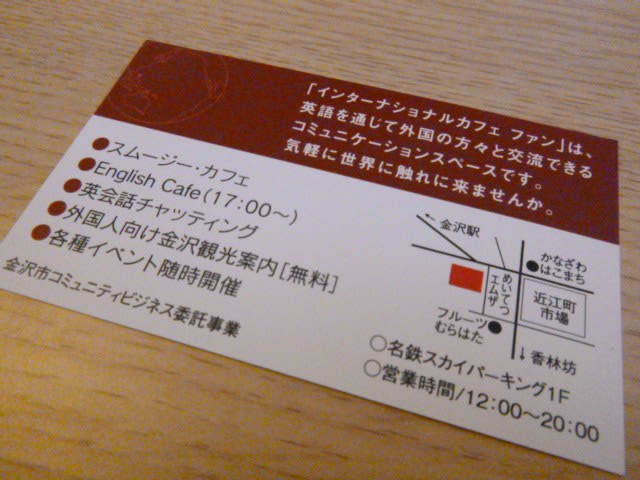 「インターナショナルカフェ ファン」は、
英語を通じて外国の方々と交流できる
コミュニケーションスペースです。
気軽に世界に触れに来ませんか。
●スムージー・カフェ
●English Cafe(17:00〜)
●英会話チャッティング
●外国人向け金沢観光案内[無料]
●各種イベント随時開催
金沢市コミュニティビジネス委託事業
金沢駅
かなざわ
はこまち
めいてつ
エムザ
近江町
市場
フルーツ
むらはた
↓香林坊
○名鉄スカイパーキング1F
○営業時間/12:00〜20:00